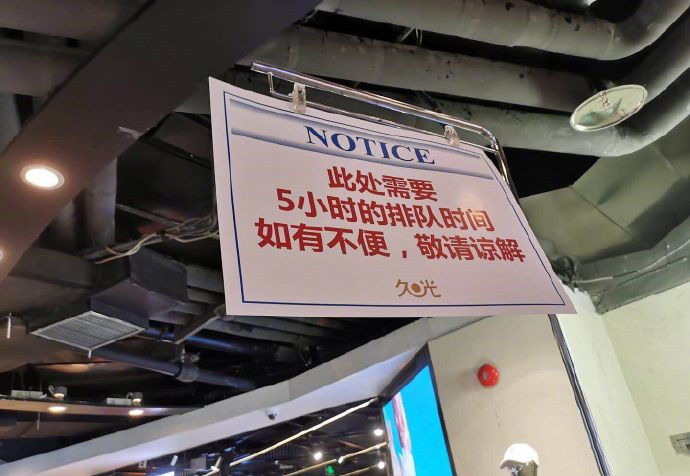 NOTICE
此处需要
5小时的排队时间
如有不便，敬请谅解
久光